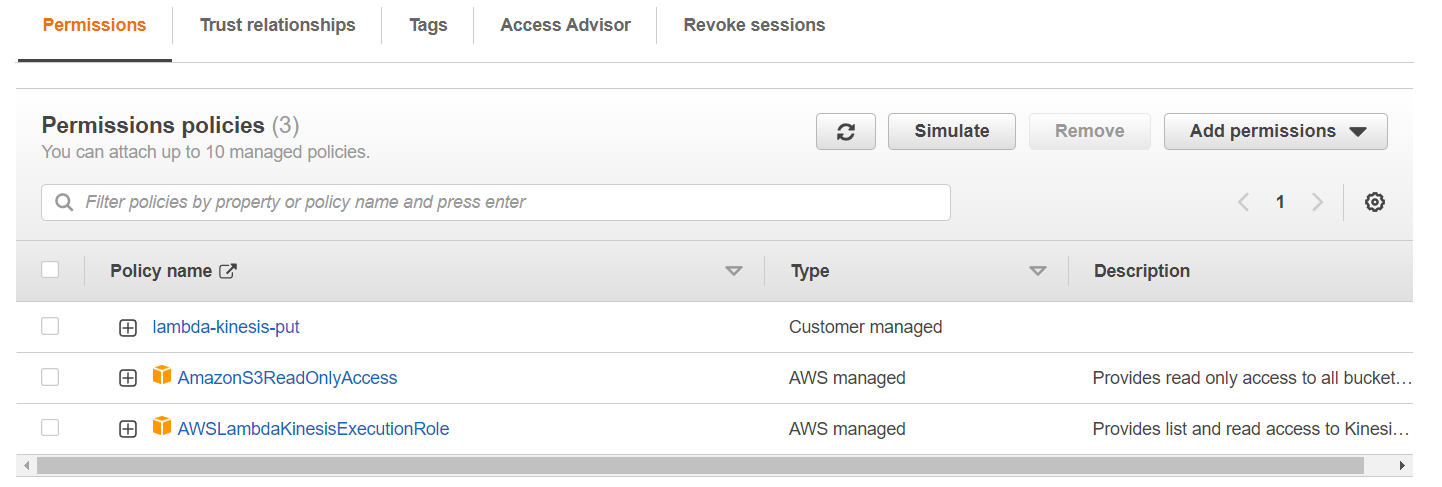 Permissions Trust relationships Tags Access Advisor Revoke sessions
Permissions policies (3)
You can attach up to 10 managed policies.
Simulate Remove Add permissions
Filter policies by property or policy name and press enter
1
Policy name Type Description
lambda-kinesis-put Customer managed
AmazonS3ReadOnlyAccess AWS managed Provides read only access to all bucket…
AWSLambdaKinesisExecutionRole AWS managed Provides list and read access to Kinesi…